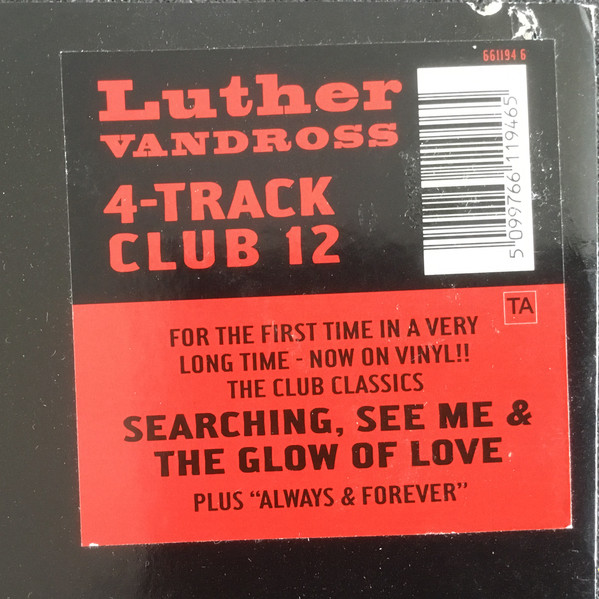 661194 6
Luther
VANDROSS
4-TRACK
CLUB 12
5 099766 119465
TA
FOR THE FIRST TIME IN A VERY
LONG TIME - NOW ON VINYL!!
THE CLUB CLASSICS
SEARCHING, SEE ME &
THE GLOW OF LOVE
PLUS “ALWAYS & FOREVER”